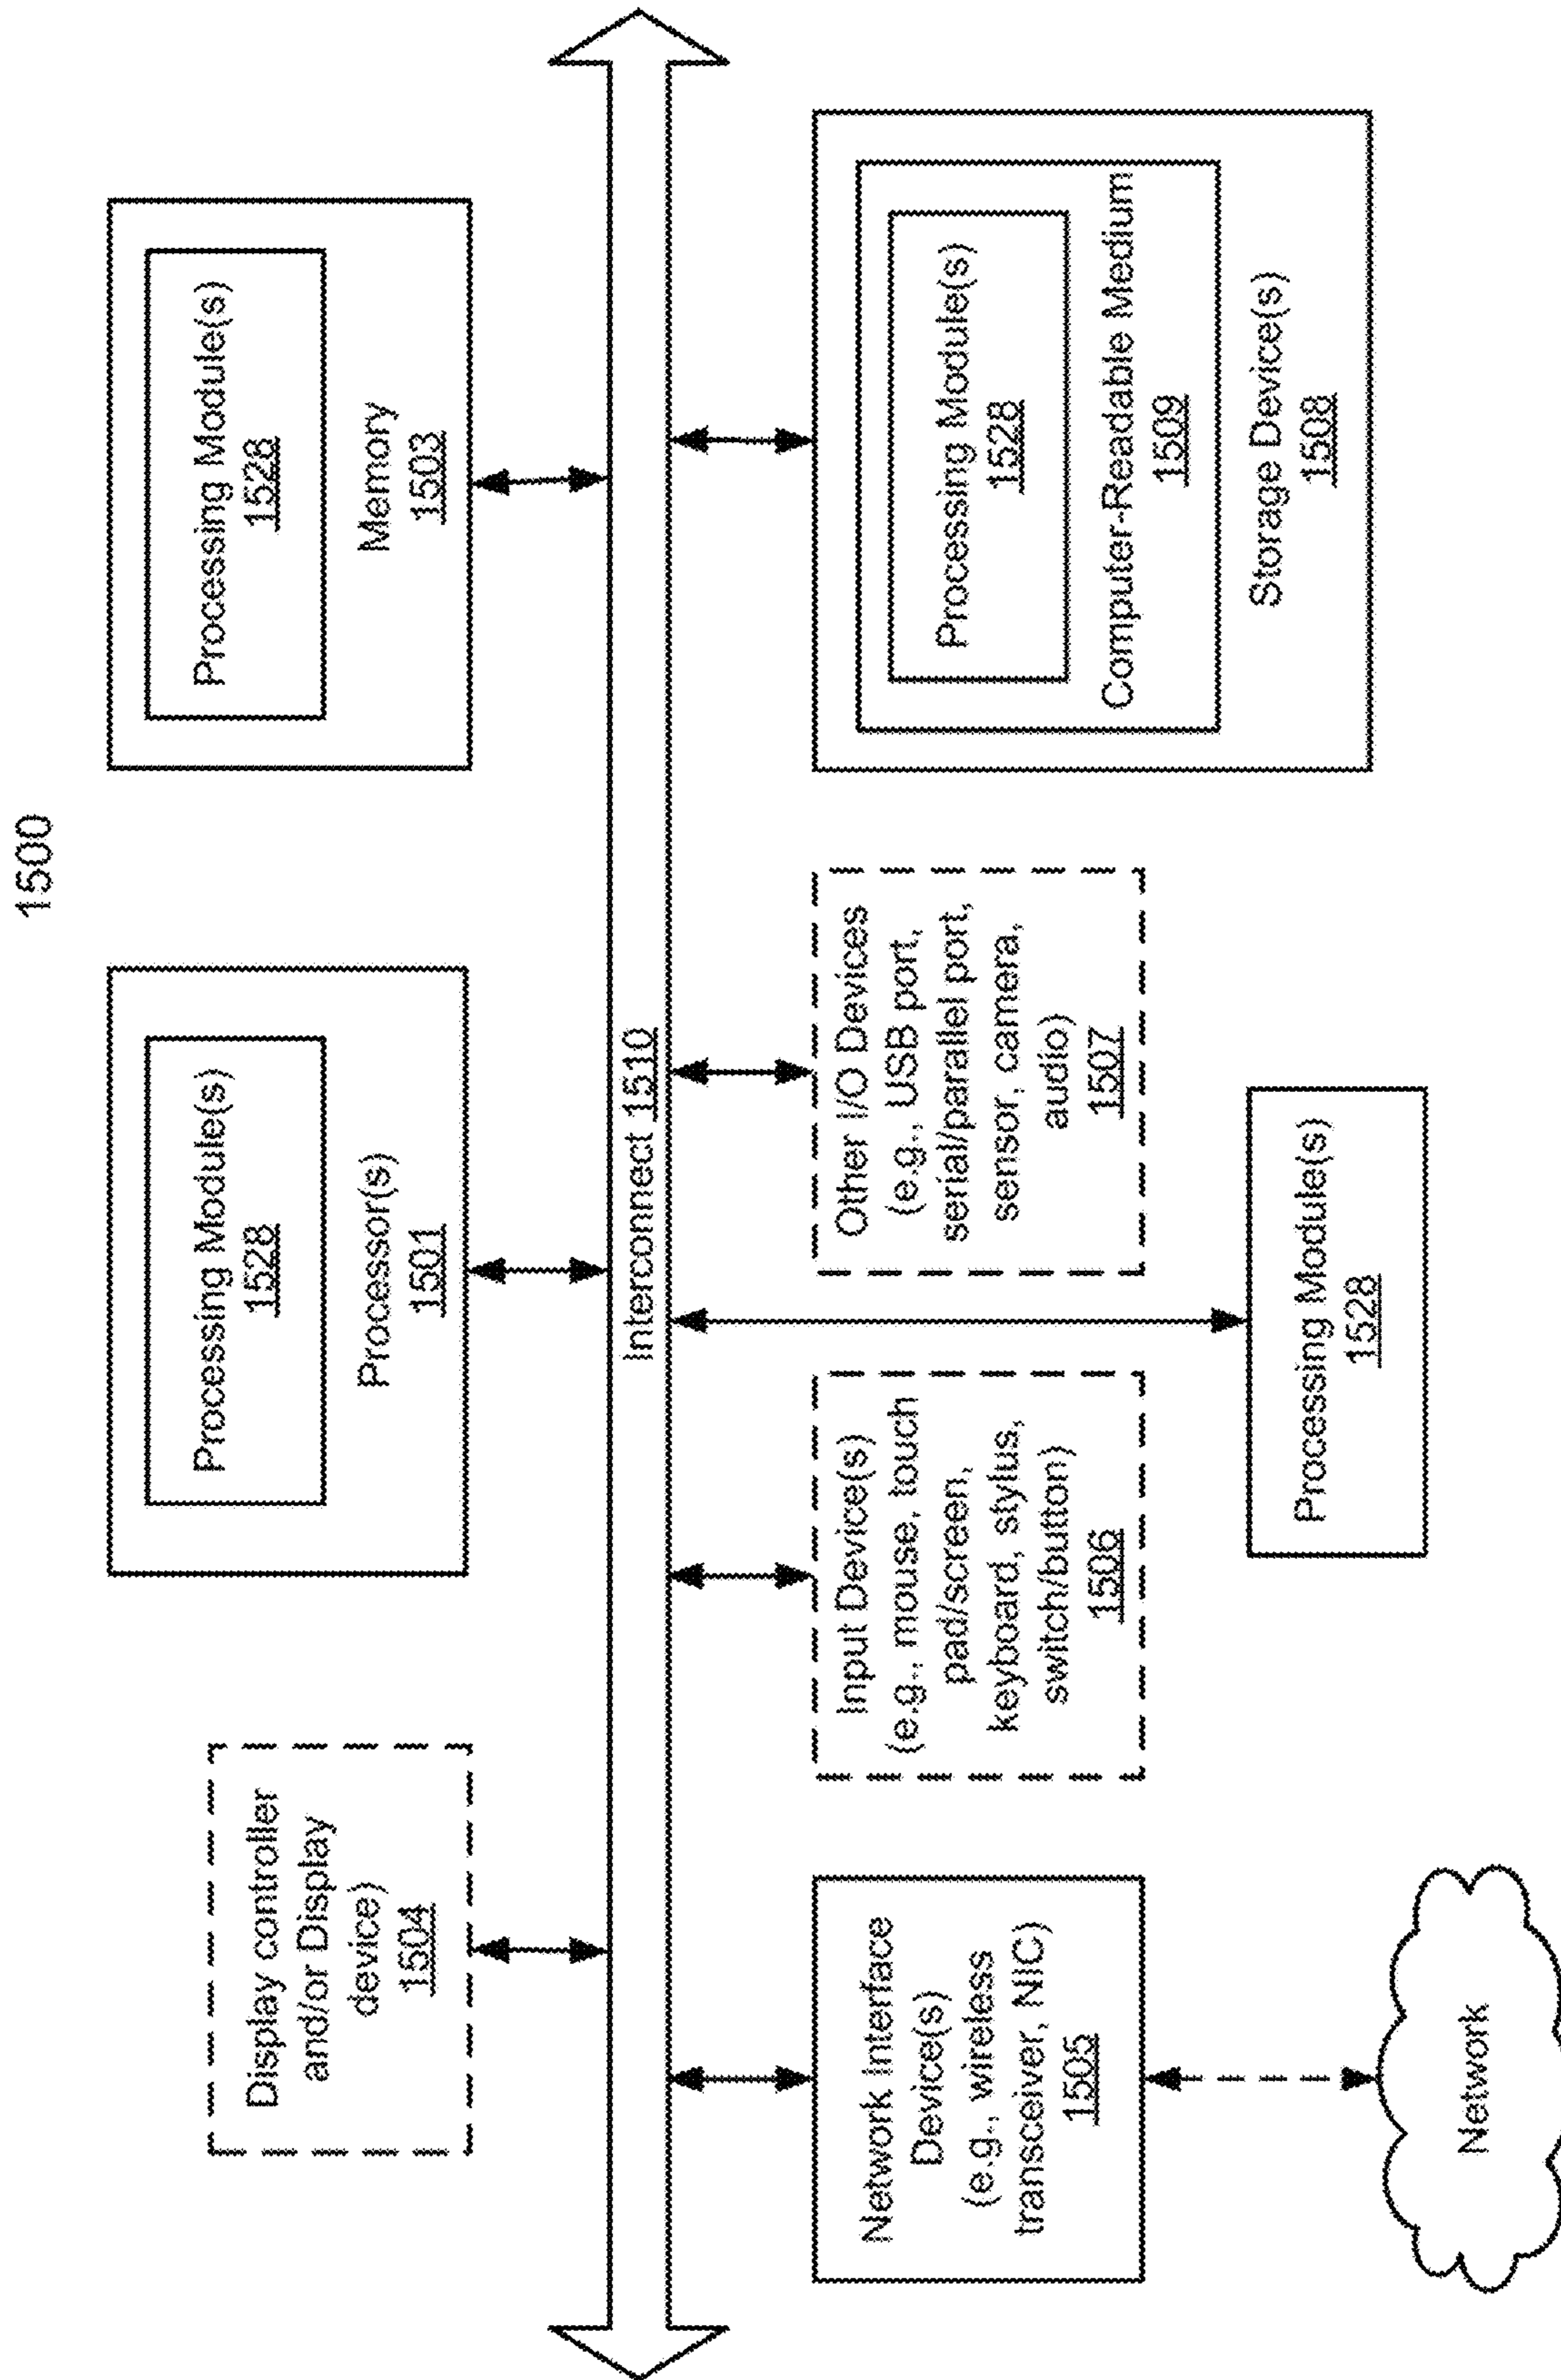 1500
Display controller
and/or Display
device)
1504
Processing Module(s)
1528
Processor(s)
1501
Processing Module(s)
1528
Memory
1503
Interconnect 1510
Network Interface
Device(s)
(e.g., wireless
transceiver, NIC)
1505
Input Device(s)
(e.g., mouse, touch
pad/screen,
keyboard, stylus,
switch/button)
1506
Other I/O Devices
(e.g., USB port,
serial/parallel port,
sensor, camera,
audio)
1507
Processing Module(s)
1528
Computer-Readable Medium
1509
Storage Device(s)
1508
Processing Module(s)
1528
Network